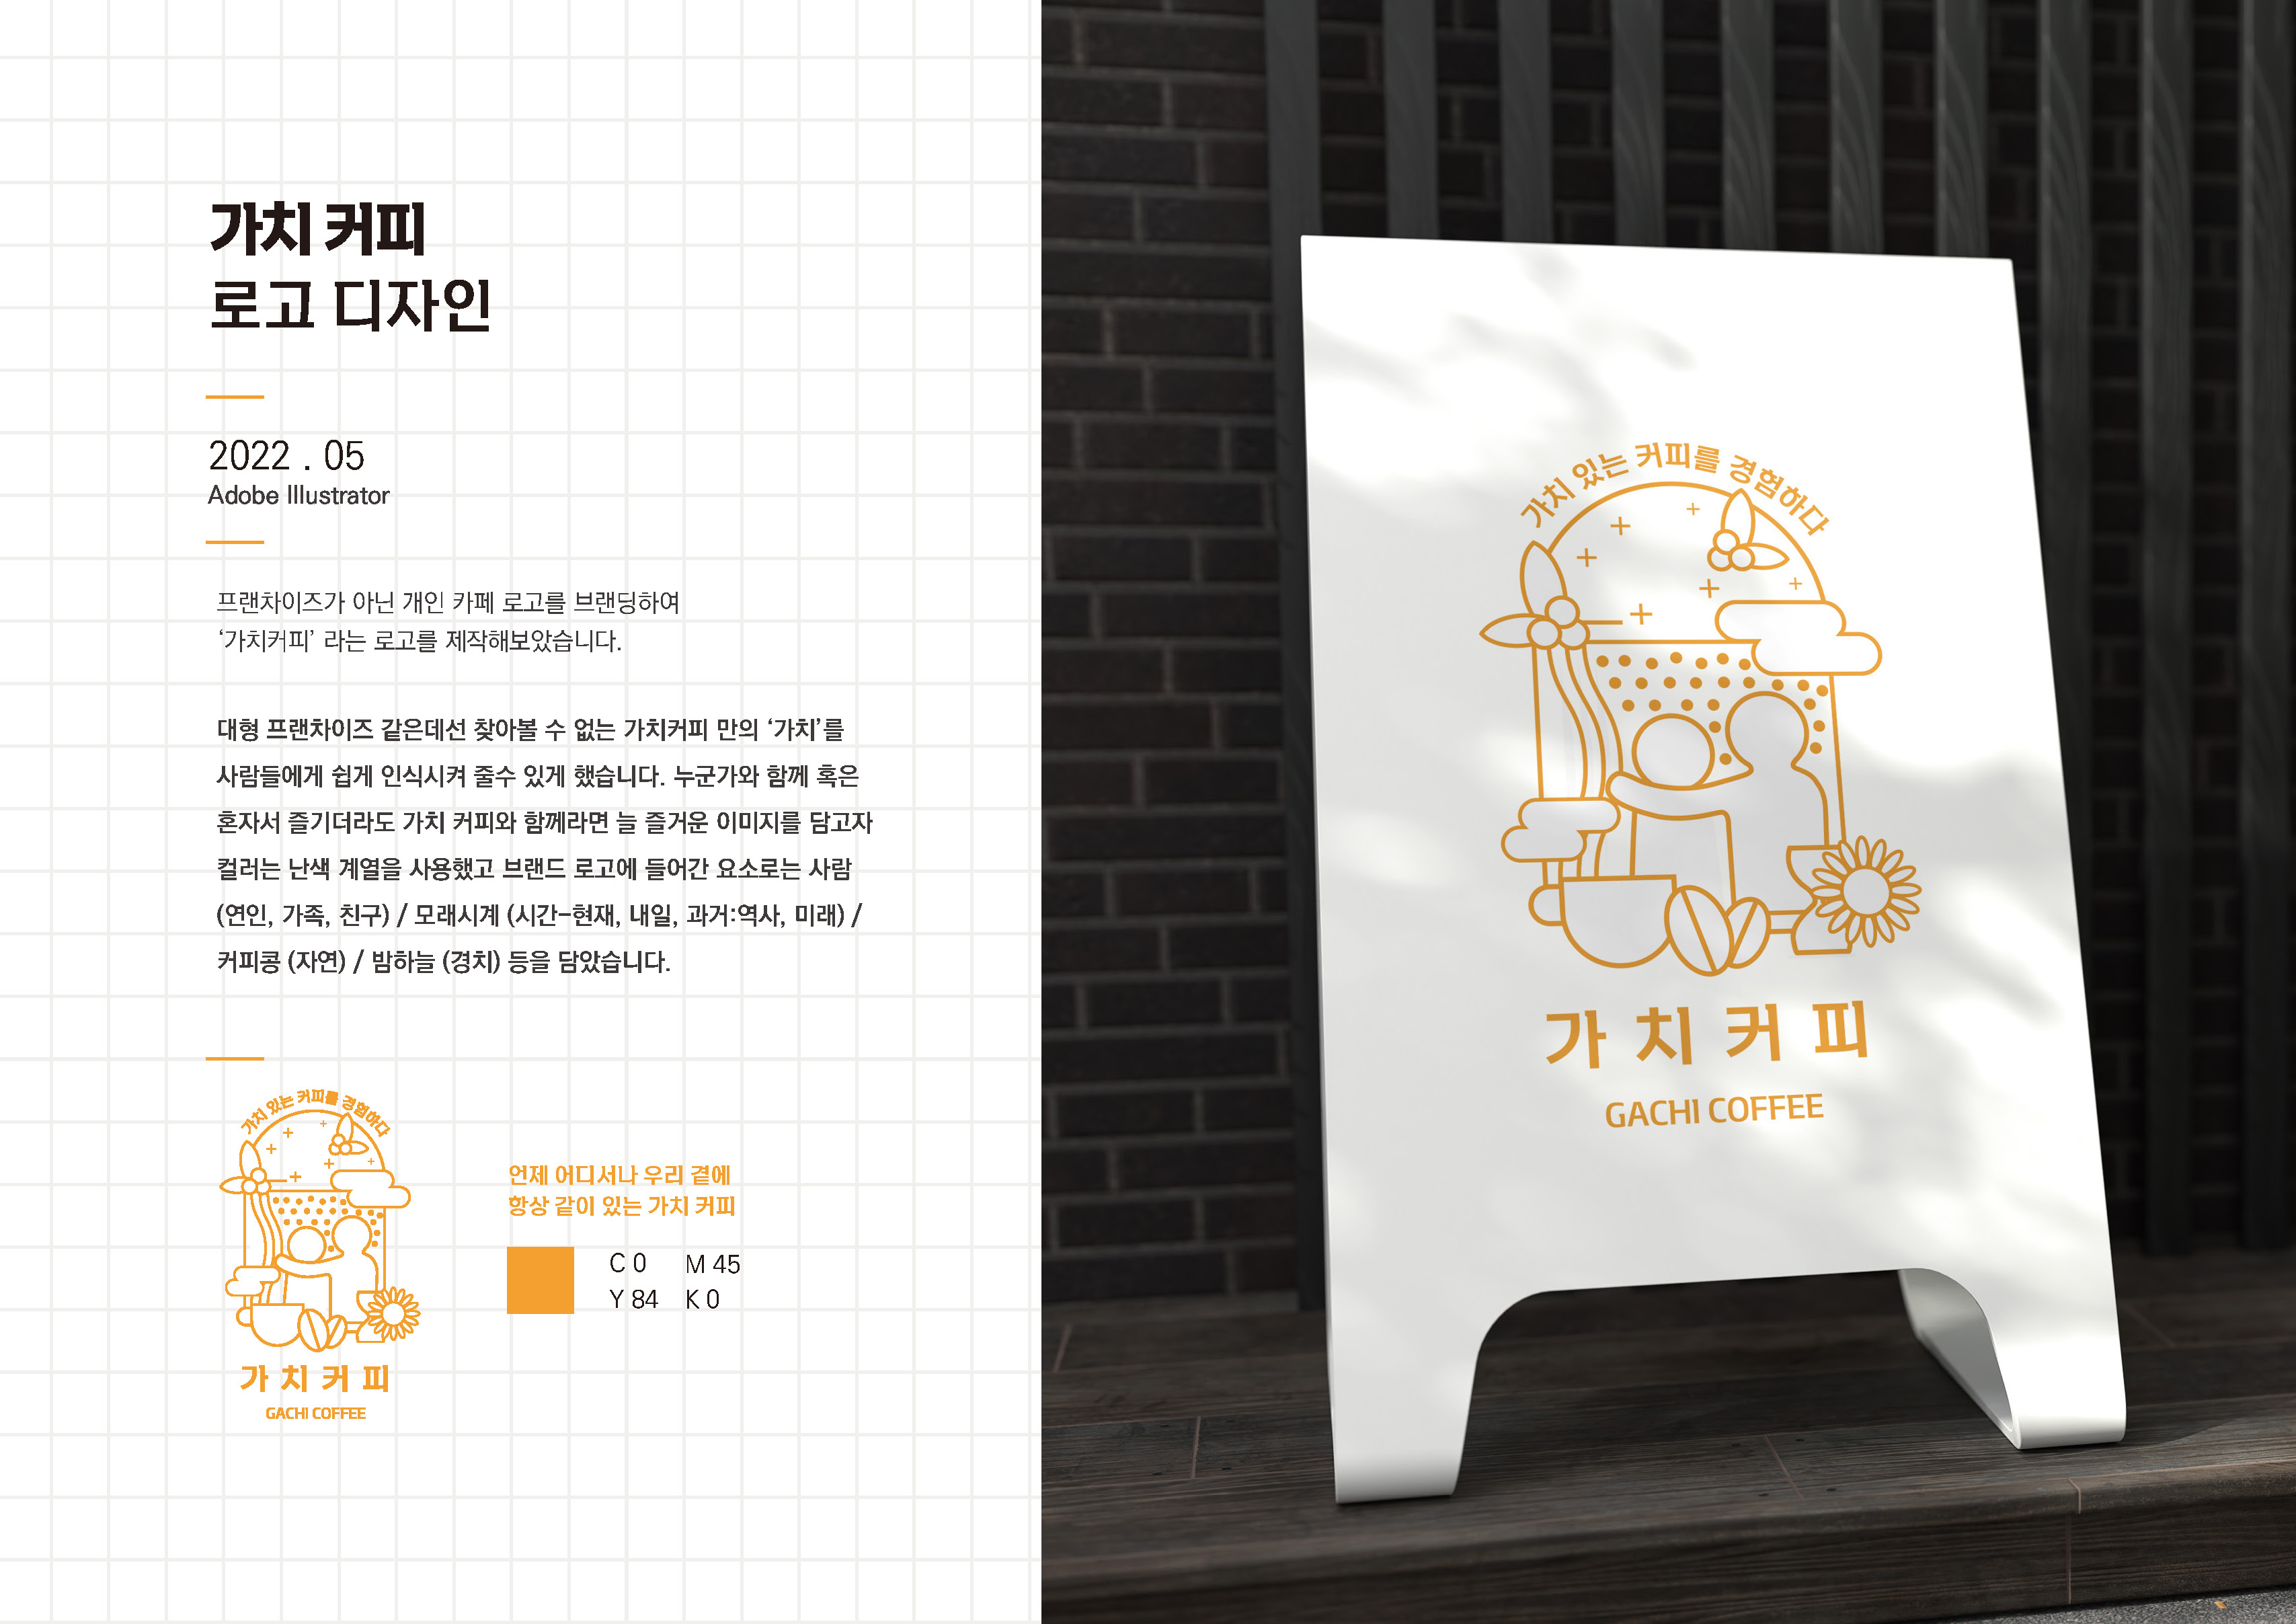 가치 커피
로고 디자인
2022 . 05
Adobe Illustrator
프랜차이즈가 아닌 개인 카페 로고를 브랜딩하여
‘가치커피’ 라는 로고를 제작해보았습니다.
대형 프랜차이즈 같은데선 찾아볼 수 없는 가치커피 만의 ‘가치’를
사람들에게 쉽게 인식시켜 줄수 있게 했습니다. 누군가와 함께 혹은
혼자서 즐기더라도 가치 커피와 함께라면 늘 즐거운 이미지를 담고자
컬러는 난색 계열을 사용했고 브랜드 로고에 들어간 요소로는 사람
(연인, 가족, 친구) / 모래시계 (시간-현재, 내일, 과거:역사, 미래) /
커피콩 (자연) / 밤하늘 (경치) 등을 담았습니다.
가치 있는 커피를 경험하다
가치커피
GACHI COFFEE
언제 어디서나 우리 곁에
항상 같이 있는 가치 커피
C 0 M 45
Y 84 K 0
가치 있는 커피를 경험하다
가치커피
GACHI COFFEE